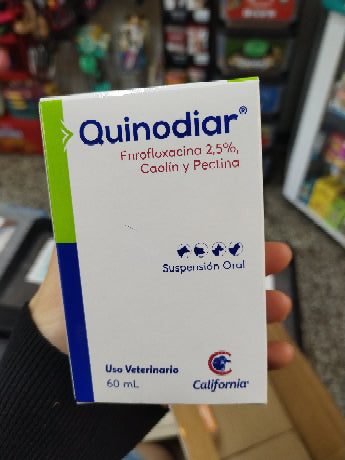 Quinodiar®
Enrofloxacina 2,5%,
Caolín y Pectina
Suspensión Oral
Uso Veterinario
60 mL
California®